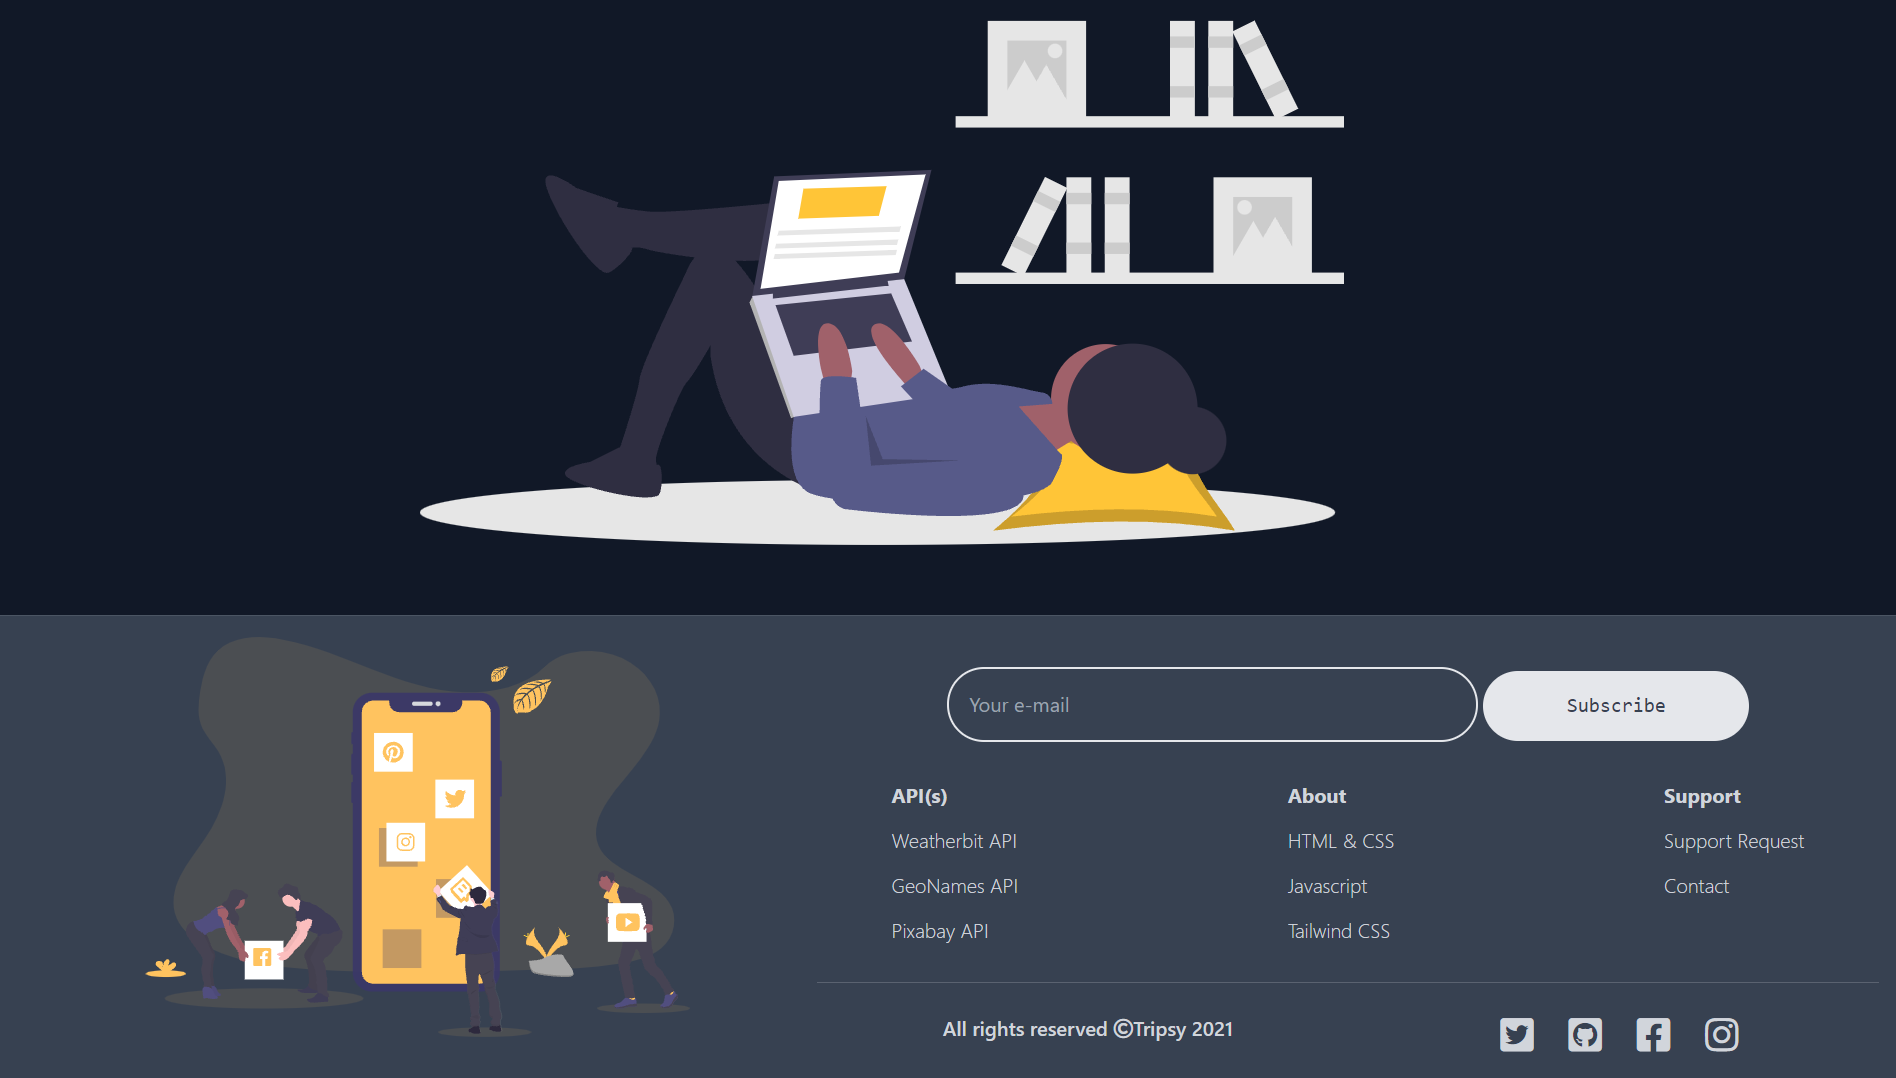 Your e-mail
Subscribe
API(s)
Weatherbit API
GeoNames API
Pixabay API
About
HTML & CSS
Javascript
Tailwind CSS
Support
Support Request
Contact
All rights reserved ©Tripsy 2021